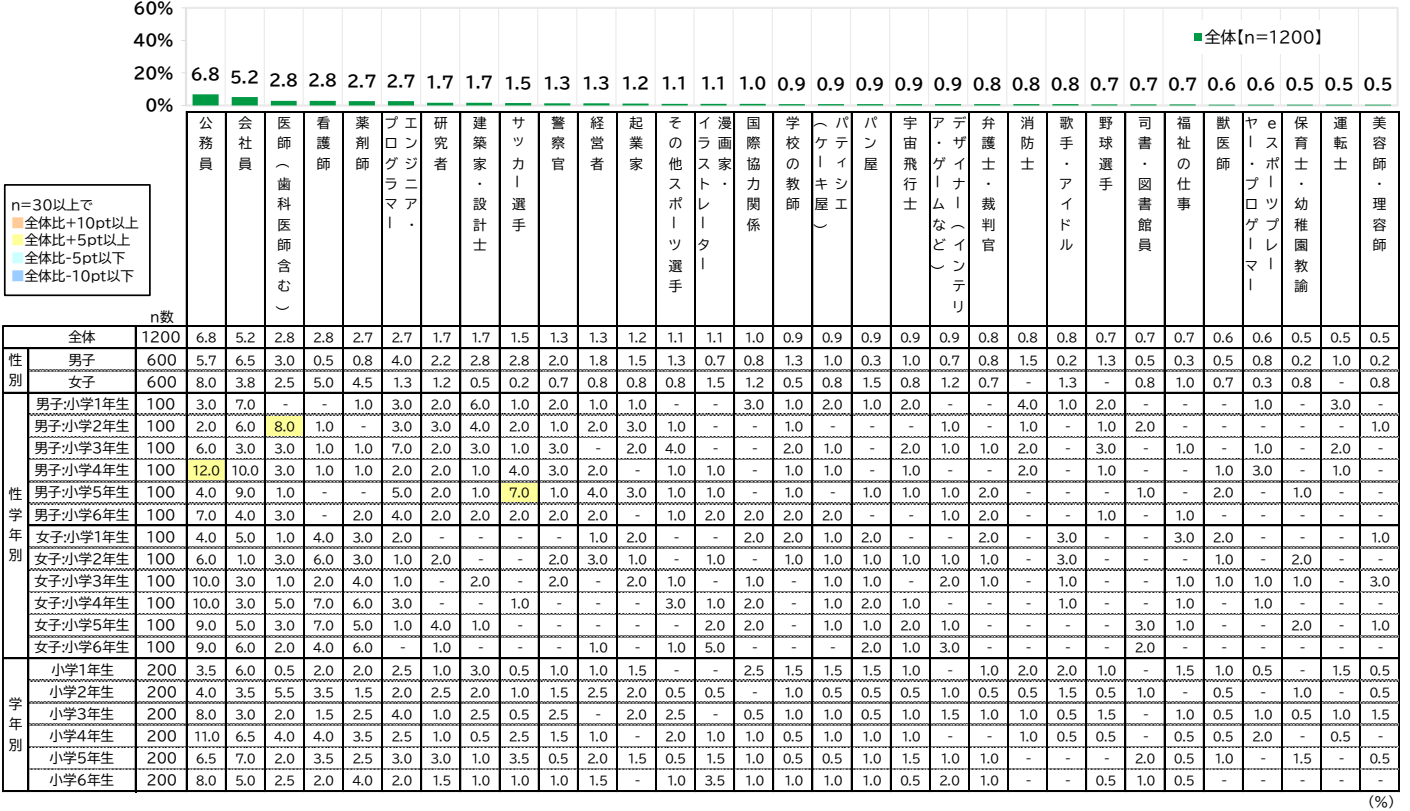 60%
40%
20%
0%
■全体【n=1200】
6.8 5.2 2.8 2.8 2.7 2.7 1.7 1.7 1.5 1.3 1.3 1.2 1.1 1.1 1.0 0.9 0.9 0.9 0.9 0.9 0.8 0.8 0.8 0.7 0.7 0.7 0.6 0.6 0.5 0.5 0.5
公務員
会社員
医師(歯科医師含む)
看護師
薬剤師
エンジニア・
プログラマー
研究者
建築家・設計士
サッカー選手
警察官
経営者
起業家
その他スポーツ選手
漫画家・
イラストレーター
国際協力関係
学校の教師
パティシエ
(ケーキ屋)
パン屋
宇宙飛行士
デザイナー(インテリ
ア・ゲームなど)
弁護士・裁判官
消防士
歌手・アイドル
野球選手
司書・図書館員
福祉の仕事
獣医師
eスポーツプレー
ヤー・プロゲーマー
保育士・幼稚園教諭
運転士
美容師・理容師
n=30以上で
全体比+10pt以上
全体比+5pt以上
全体比-5pt以下
全体比-10pt以下
n数
全体 1200 6.8 5.2 2.8 2.8 2.7 2.7 1.7 1.7 1.5 1.3 1.3 1.2 1.1 1.1 1.0 0.9 0.9 0.9 0.9 0.9 0.8 0.8 0.8 0.7 0.7 0.7 0.6 0.6 0.5 0.5 0.5
性別
男子 600 5.7 6.5 3.0 0.5 0.8 4.0 2.2 2.8 2.8 2.0 1.8 1.5 1.3 0.7 0.8 1.3 1.0 0.3 1.0 0.7 0.8 1.5 0.2 1.3 0.5 0.3 0.5 0.8 0.2 1.0 0.2
女子 600 8.0 3.8 2.5 5.0 4.5 1.3 1.2 0.5 0.2 0.7 0.8 0.8 0.8 1.5 1.2 0.5 0.8 1.5 0.8 1.2 0.7 - 1.3 - 0.8 1.0 0.7 0.3 0.8 - 0.8
性学年別
男子:小学1年生 100 3.0 7.0 - - 1.0 3.0 2.0 6.0 1.0 2.0 1.0 1.0 - - 3.0 1.0 2.0 1.0 2.0 - - 4.0 1.0 2.0 - - - 1.0 - 3.0 -
男子:小学2年生 100 2.0 6.0 8.0 1.0 - 3.0 3.0 4.0 2.0 1.0 2.0 3.0 1.0 - - 1.0 - - - 1.0 - 1.0 - 1.0 2.0 - - - - - 1.0
男子:小学3年生 100 6.0 3.0 3.0 1.0 1.0 7.0 2.0 3.0 1.0 3.0 - 2.0 4.0 - - 2.0 1.0 - 2.0 1.0 1.0 2.0 - 3.0 - 1.0 - 1.0 - 2.0 -
男子:小学4年生 100 12.0 10.0 3.0 1.0 1.0 2.0 2.0 1.0 4.0 3.0 2.0 - 1.0 1.0 - 1.0 1.0 - 1.0 - - 2.0 - 1.0 - - 1.0 3.0 - 1.0 -
男子:小学5年生 100 4.0 9.0 1.0 - - 5.0 2.0 1.0 7.0 1.0 4.0 3.0 1.0 1.0 - 1.0 - 1.0 1.0 1.0 2.0 - - - 1.0 - 2.0 - 1.0 - -
男子:小学6年生 100 7.0 4.0 3.0 - 2.0 4.0 2.0 2.0 2.0 2.0 2.0 - 1.0 2.0 2.0 2.0 2.0 - - 1.0 2.0 - - 1.0 - 1.0 - - - - -
女子:小学1年生 100 4.0 5.0 1.0 4.0 3.0 2.0 - - - - 1.0 2.0 - - 2.0 2.0 1.0 2.0 - - 2.0 - 3.0 - - 3.0 2.0 - - - 1.0
女子:小学2年生 100 6.0 1.0 3.0 6.0 3.0 1.0 2.0 - - 2.0 3.0 1.0 - 1.0 - 1.0 1.0 1.0 1.0 1.0 1.0 - 3.0 - - - 1.0 - 2.0 - -
女子:小学3年生 100 10.0 3.0 1.0 2.0 4.0 1.0 - 2.0 - 2.0 - 2.0 1.0 - 1.0 - 1.0 1.0 - 2.0 1.0 - 1.0 - - 1.0 1.0 1.0 1.0 - 3.0
女子:小学4年生 100 10.0 3.0 5.0 7.0 6.0 3.0 - - 1.0 - - - 3.0 1.0 2.0 - 1.0 2.0 1.0 - - - 1.0 - - 1.0 - 1.0 - - -
女子:小学5年生 100 9.0 5.0 3.0 7.0 5.0 1.0 4.0 1.0 - - - - - 2.0 2.0 - 1.0 1.0 2.0 1.0 - - - - 3.0 1.0 - - 2.0 - 1.0
女子:小学6年生 100 9.0 6.0 2.0 4.0 6.0 - 1.0 - - - 1.0 - 1.0 5.0 - - - 2.0 1.0 3.0 - - - - 2.0 - - - - - -
学年別
小学1年生 200 3.5 6.0 0.5 2.0 2.0 2.5 1.0 3.0 0.5 1.0 1.0 1.5 - - 2.5 1.5 1.5 1.5 1.0 - 1.0 2.0 2.0 1.0 - 1.5 1.0 0.5 - 1.5 0.5
小学2年生 200 4.0 3.5 5.5 3.5 1.5 2.0 2.5 2.0 1.0 1.5 2.5 2.0 0.5 0.5 - 1.0 0.5 0.5 0.5 1.0 0.5 0.5 1.5 0.5 1.0 - 0.5 - 1.0 - 0.5
小学3年生 200 8.0 3.0 2.0 1.5 2.5 4.0 1.0 2.5 0.5 2.5 - 2.0 2.5 - 0.5 1.0 1.0 0.5 1.0 1.5 1.0 1.0 0.5 1.5 - 1.0 0.5 1.0 0.5 1.0 1.5
小学4年生 200 11.0 6.5 4.0 4.0 3.5 2.5 1.0 0.5 2.5 1.5 1.0 - 2.0 1.0 1.0 0.5 1.0 1.0 1.0 - - 1.0 0.5 0.5 - 0.5 0.5 2.0 - 0.5 -
小学5年生 200 6.5 7.0 2.0 3.5 2.5 3.0 3.0 1.0 3.5 0.5 2.0 1.5 0.5 1.5 1.0 0.5 0.5 1.0 1.5 1.0 1.0 - - - 2.0 0.5 1.0 - 1.5 - 0.5
小学6年生 200 8.0 5.0 2.5 2.0 4.0 2.0 1.5 1.0 1.0 1.0 1.5 - 1.0 3.5 1.0 1.0 1.0 1.0 0.5 2.0 1.0 - - 0.5 1.0 0.5 - - - - -
(%)